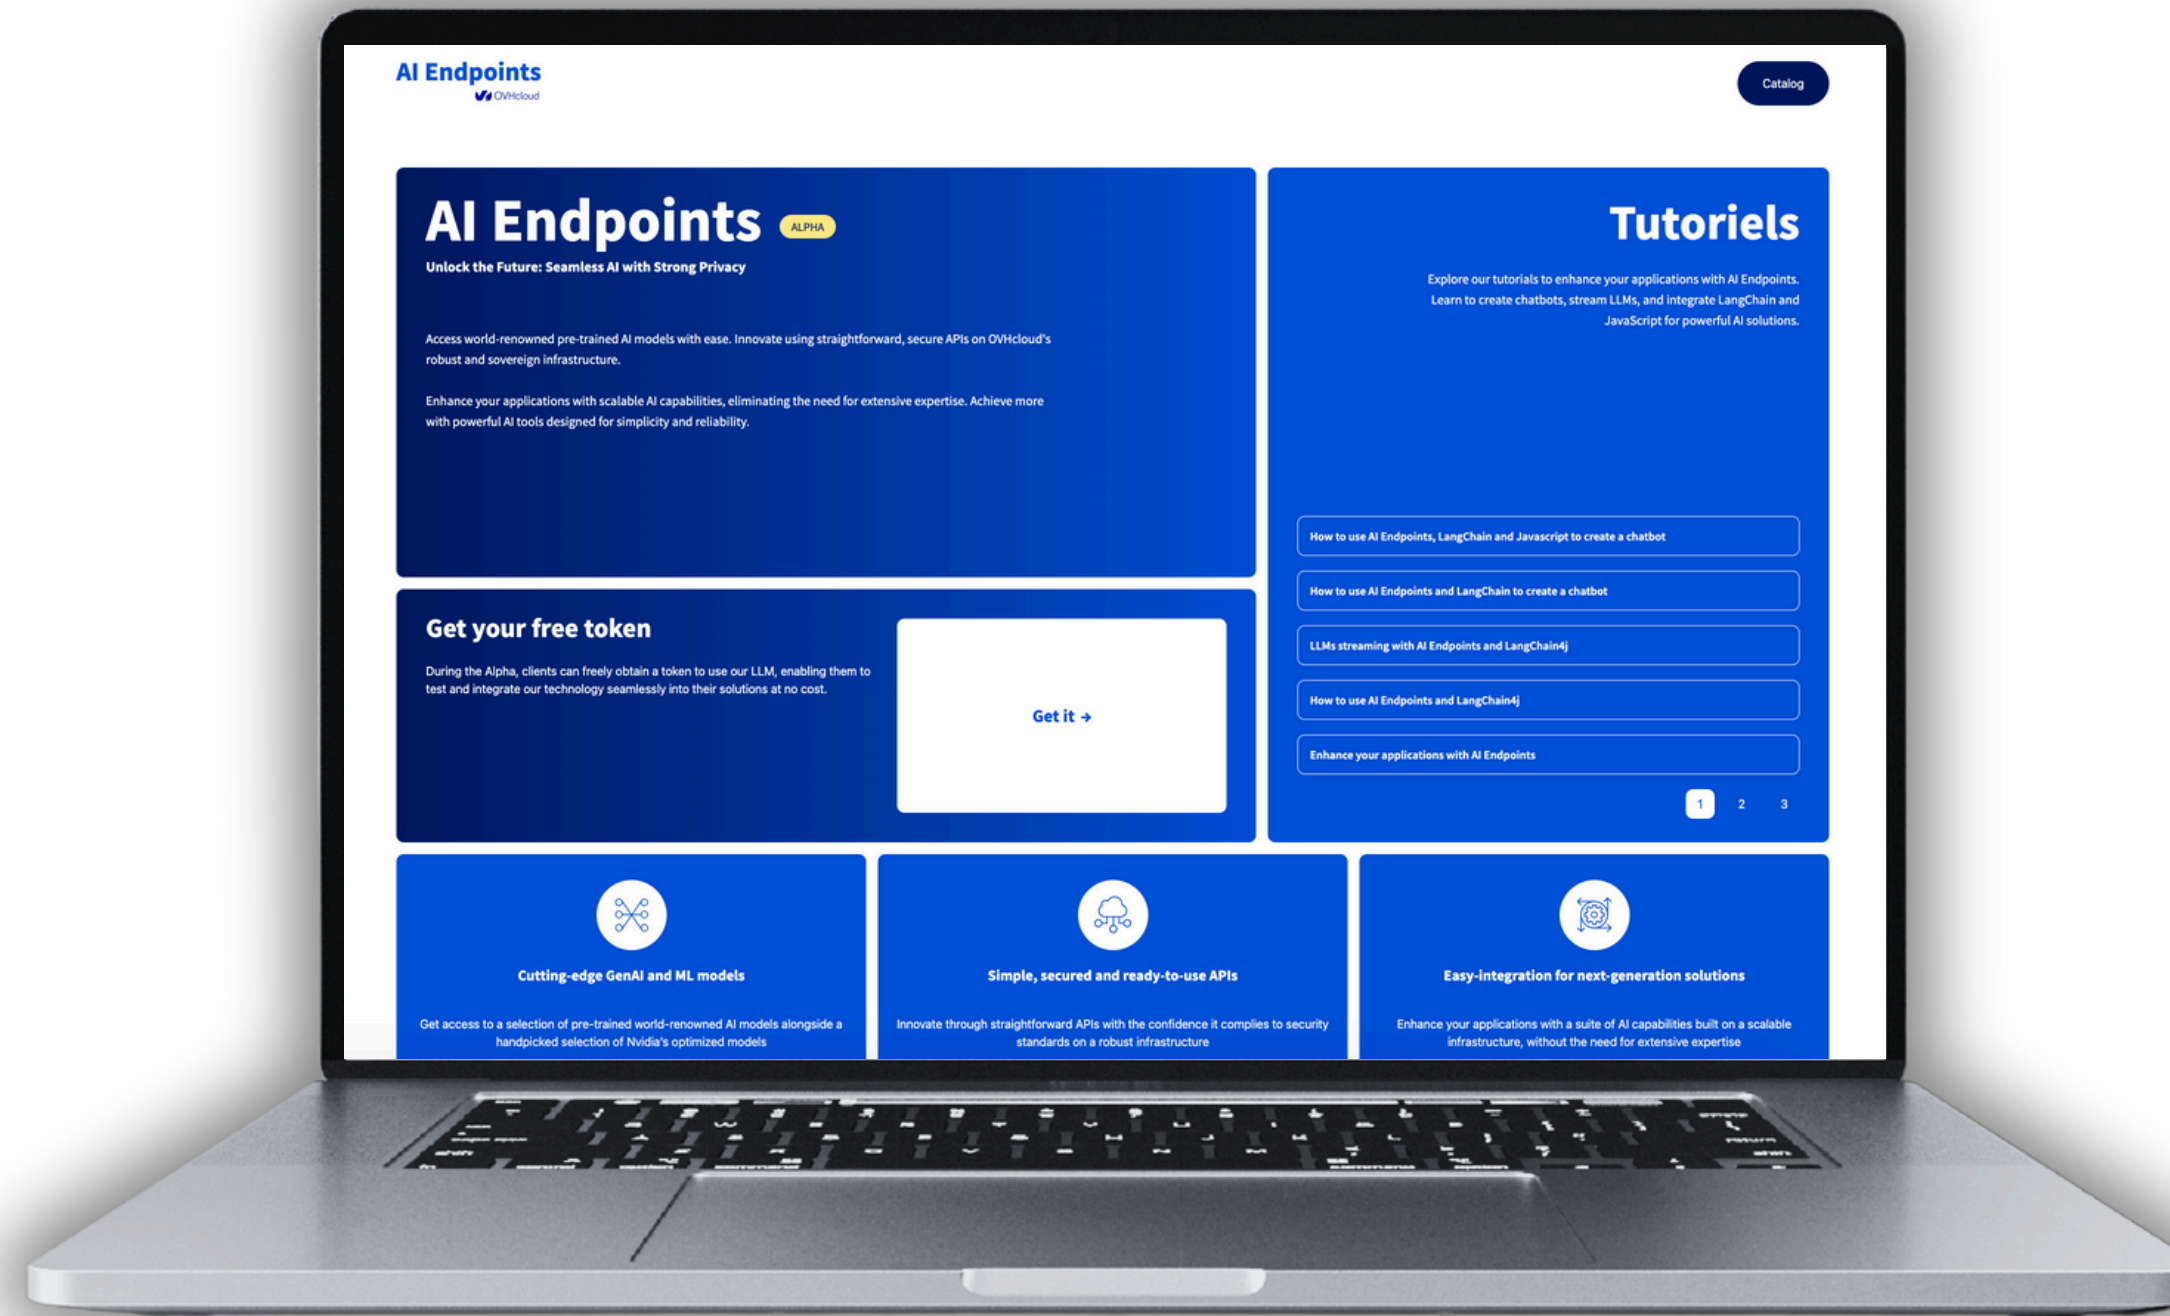 AI Endpoints
OVHcloud
Catalog
AI Endpoints ALPHA
Unlock the Future: Seamless AI with Strong Privacy
Access world-renowned pre-trained AI models with ease. Innovate using straightforward, secure APIs on OVHcloud's
robust and sovereign infrastructure.
Enhance your applications with scalable AI capabilities, eliminating the need for extensive expertise. Achieve more
with powerful AI tools designed for simplicity and reliability.
Get your free token
During the Alpha, clients can freely obtain a token to use our LLM, enabling them to
test and integrate our technology seamlessly into their solutions at no cost.
Get it →
Tutoriels
Explore our tutorials to enhance your applications with AI Endpoints.
Learn to create chatbots, stream LLMs, and integrate LangChain and
JavaScript for powerful AI solutions.
How to use AI Endpoints, LangChain and Javascript to create a chatbot
How to use AI Endpoints and LangChain to create a chatbot
LLMs streaming with AI Endpoints and LangChain4j
How to use AI Endpoints and LangChain4j
Enhance your applications with AI Endpoints
1 2 3
Cutting-edge GenAI and ML models
Get access to a selection of pre-trained world-renowned AI models alongside a
handpicked selection of Nvidia's optimized models
Simple, secured and ready-to-use APIs
Innovate through straightforward APIs with the confidence it complies to security
standards on a robust infrastructure
Easy-integration for next-generation solutions
Enhance your applications with a suite of AI capabilities built on a scalable
infrastructure, without the need for extensive expertise